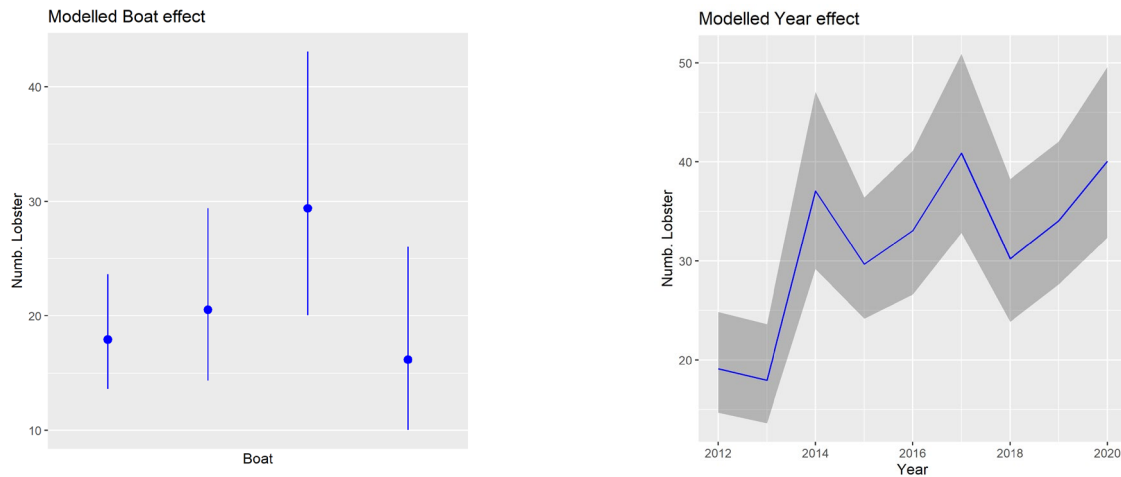 Modelled Boat effect
40
30
20
10
Numb. Lobster
Boat
Modelled Year effect
50
40
30
20
Numb. Lobster
2012 2014 2016 2018 2020
Year